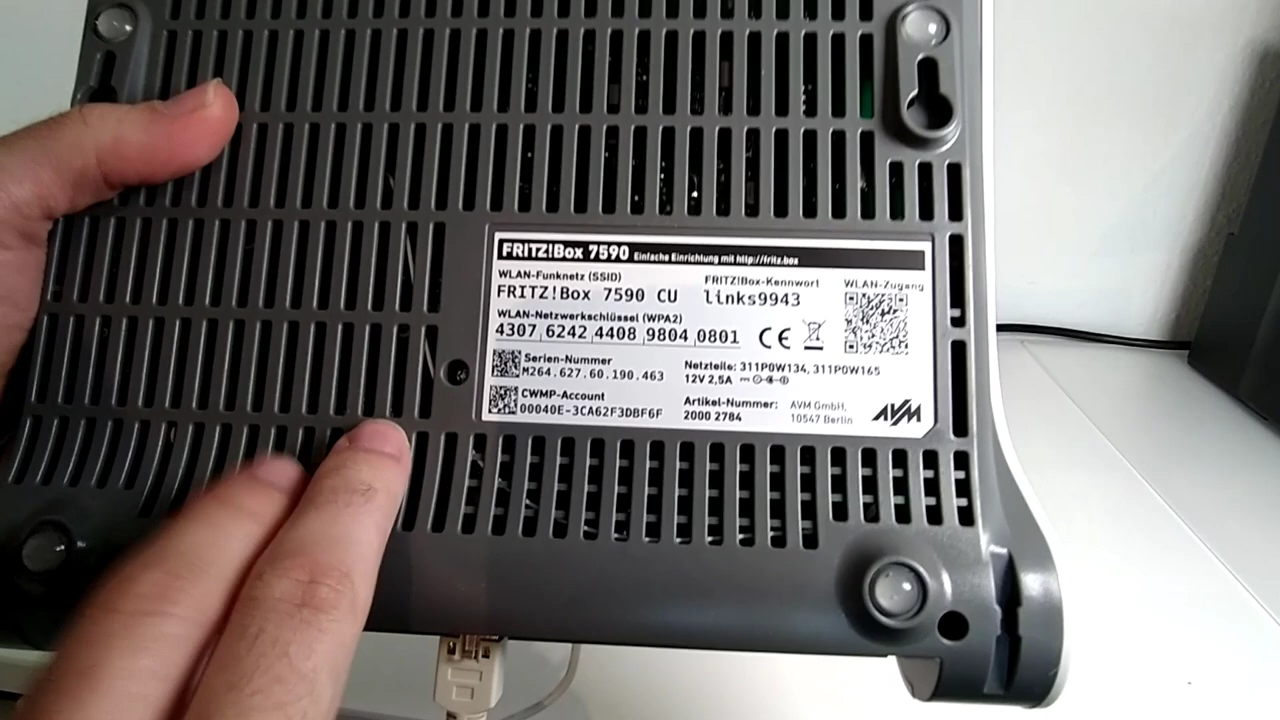 FRITZ!Box 7590 Einfache Einrichtung mit http://fritz.box
WLAN-Funknetz (SSID)
FRITZ!Box 7590 CU
FRITZ!Box-Kennwort
links9943
WLAN-Zugang
WLAN-Netzwerkschlüssel (WPA2)
4307 6242 4408 9804 0801
CE
Serien-Nummer
M264.627.60.190.463
Netzteile: 311P0W134, 311P0W165
12V 2,5A
CWMP-Account
00040E-3CA62F3DBF6F
Artikel-Nummer:
2000 2784
AVM GmbH,
10547 Berlin
AVM